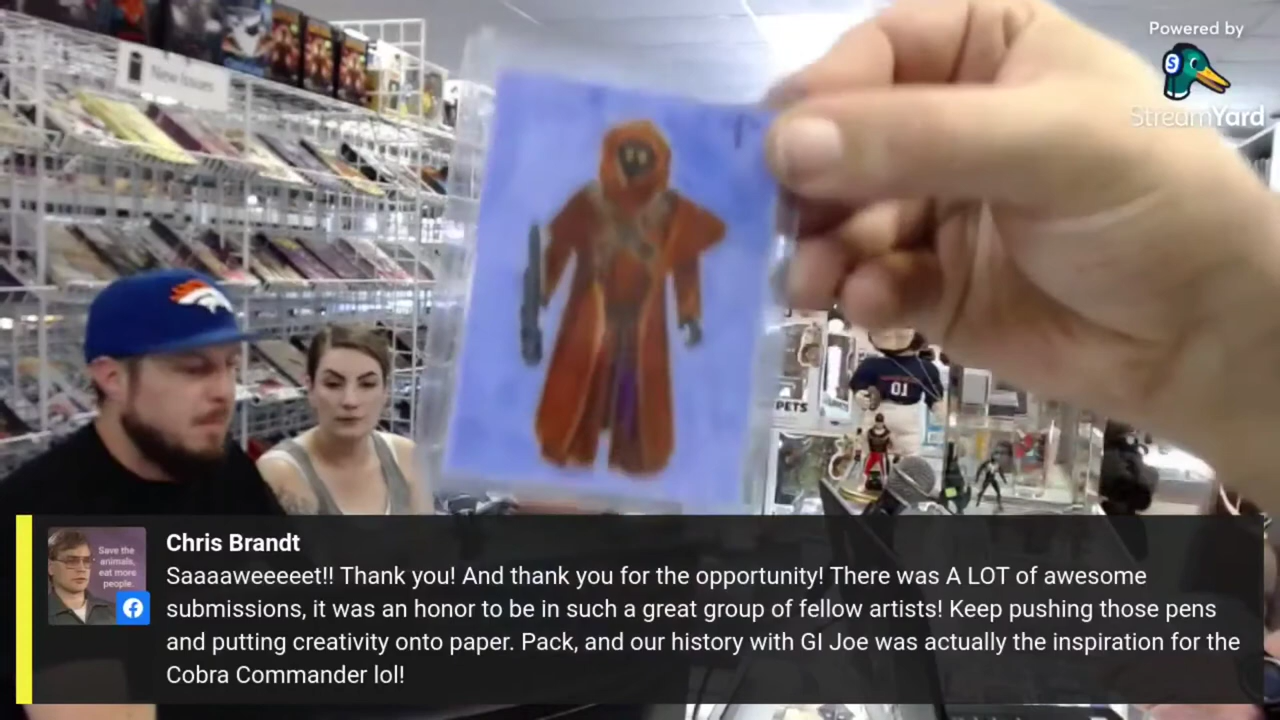 Powered by
StreamYard
New Issues
01
PETS
Save the
animals,
eat more
people.
Chris Brandt
Saaaaweeeeet!! Thank you! And thank you for the opportunity! There was A LOT of awesome
submissions, it was an honor to be in such a great group of fellow artists! Keep pushing those pens
and putting creativity onto paper. Pack, and our history with GI Joe was actually the inspiration for the
Cobra Commander lol!